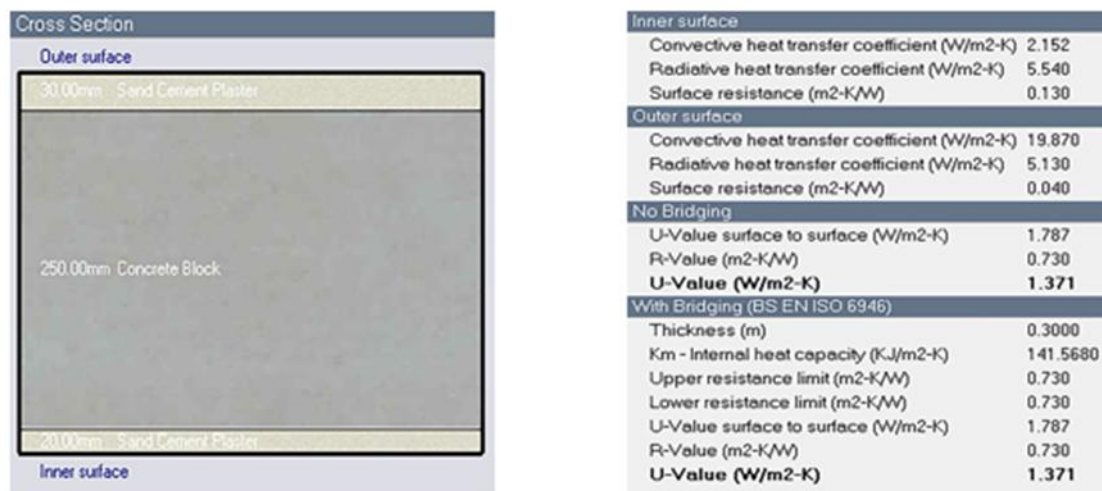 Cross Section
Outer surface
30.00mm Sand Cement Plaster
250.00mm Concrete Block
20.00mm Sand Cement Plaster
Inner surface
Inner surface
Convective heat transfer coefficient (W/m2-K) 2.152
Radiative heat transfer coefficient (W/m2-K) 5.540
Surface resistance (m2-K/W) 0.130
Outer surface
Convective heat transfer coefficient (W/m2-K) 19.870
Radiative heat transfer coefficient (W/m2-K) 5.130
Surface resistance (m2-K/W) 0.040
No Bridging
U-Value surface to surface (W/m2-K) 1.787
R-Value (m2-K/W) 0.730
U-Value (W/m2-K) 1.371
With Bridging (BS EN ISO 6946)
Thickness (m) 0.3000
Km - Internal heat capacity (KJ/m2-K) 141.5680
Upper resistance limit (m2-K/W) 0.730
Lower resistance limit (m2-K/W) 0.730
U-Value surface to surface (W/m2-K) 1.787
R-Value (m2-K/W) 0.730
U-Value (W/m2-K) 1.371